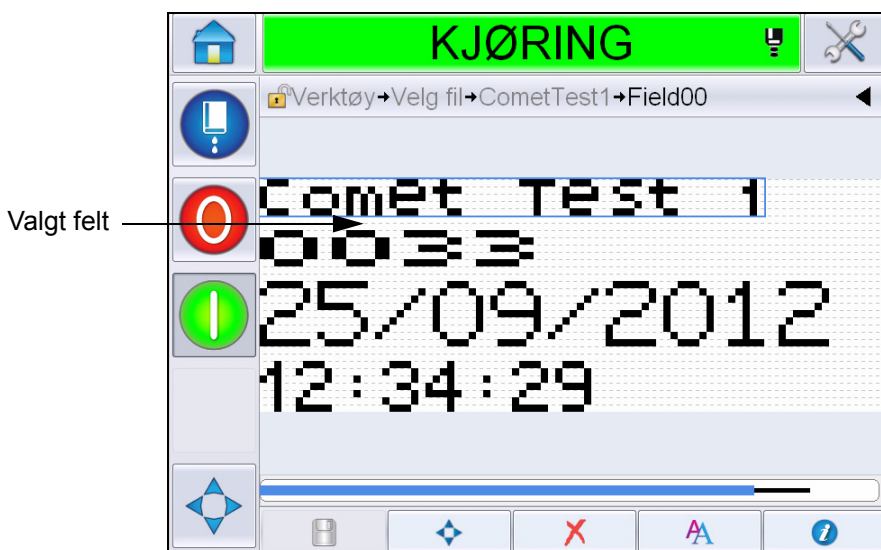 KJØRING
Verktøy→Velg fil→CometTest1→Field00
Valgt felt
Comet Test 1
0033
25/09/2012
12:34:29